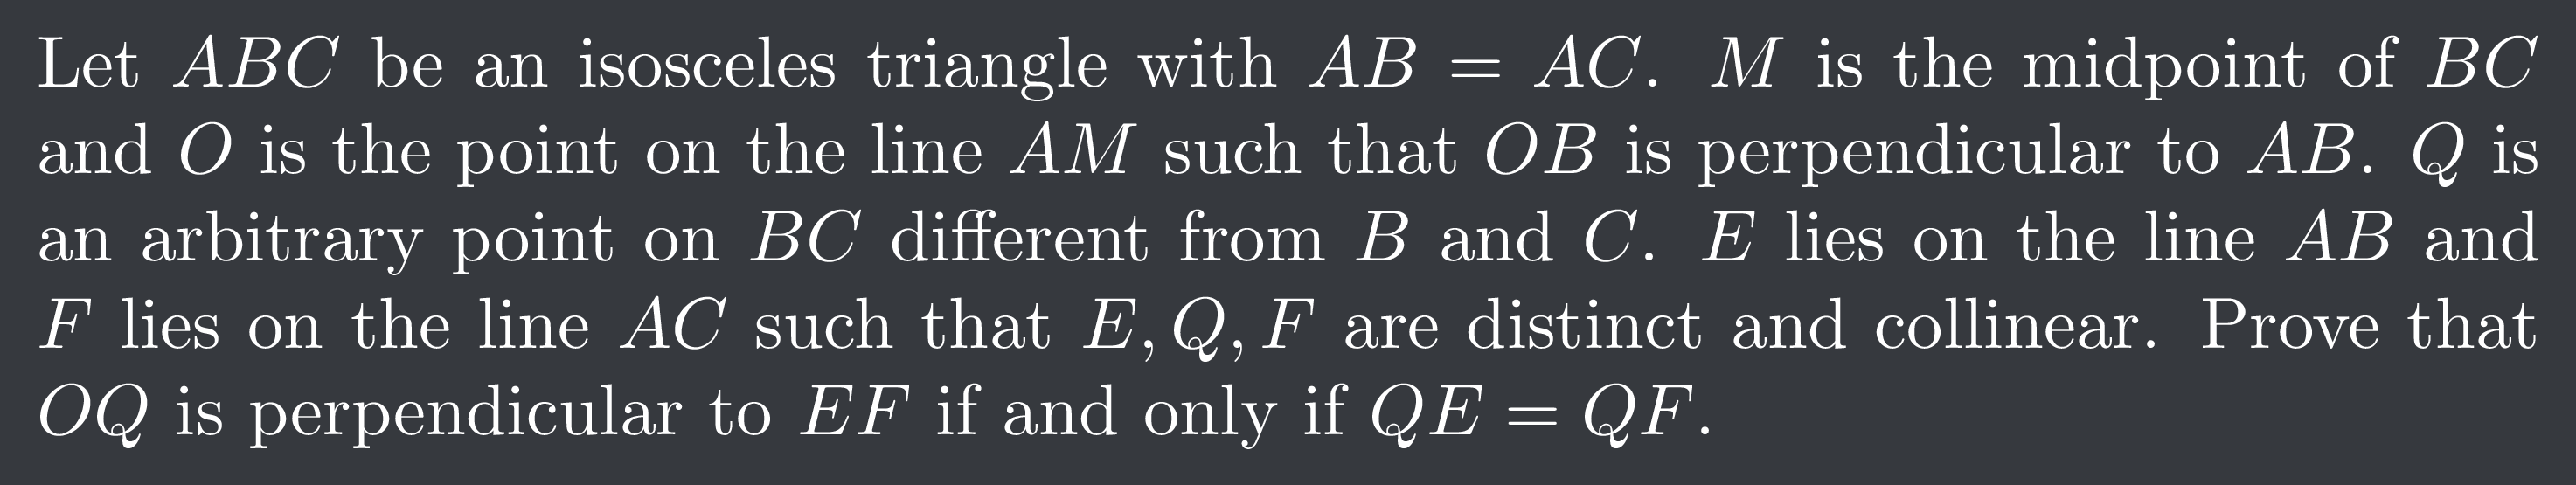 Let ABC be an isosceles triangle with AB = AC. M is the midpoint of BC
and O is the point on the line AM such that OB is perpendicular to AB. Q is
an arbitrary point on BC different from B and C. E lies on the line AB and
F lies on the line AC such that E, Q, F are distinct and collinear. Prove that
OQ is perpendicular to EF if and only if QE = QF.